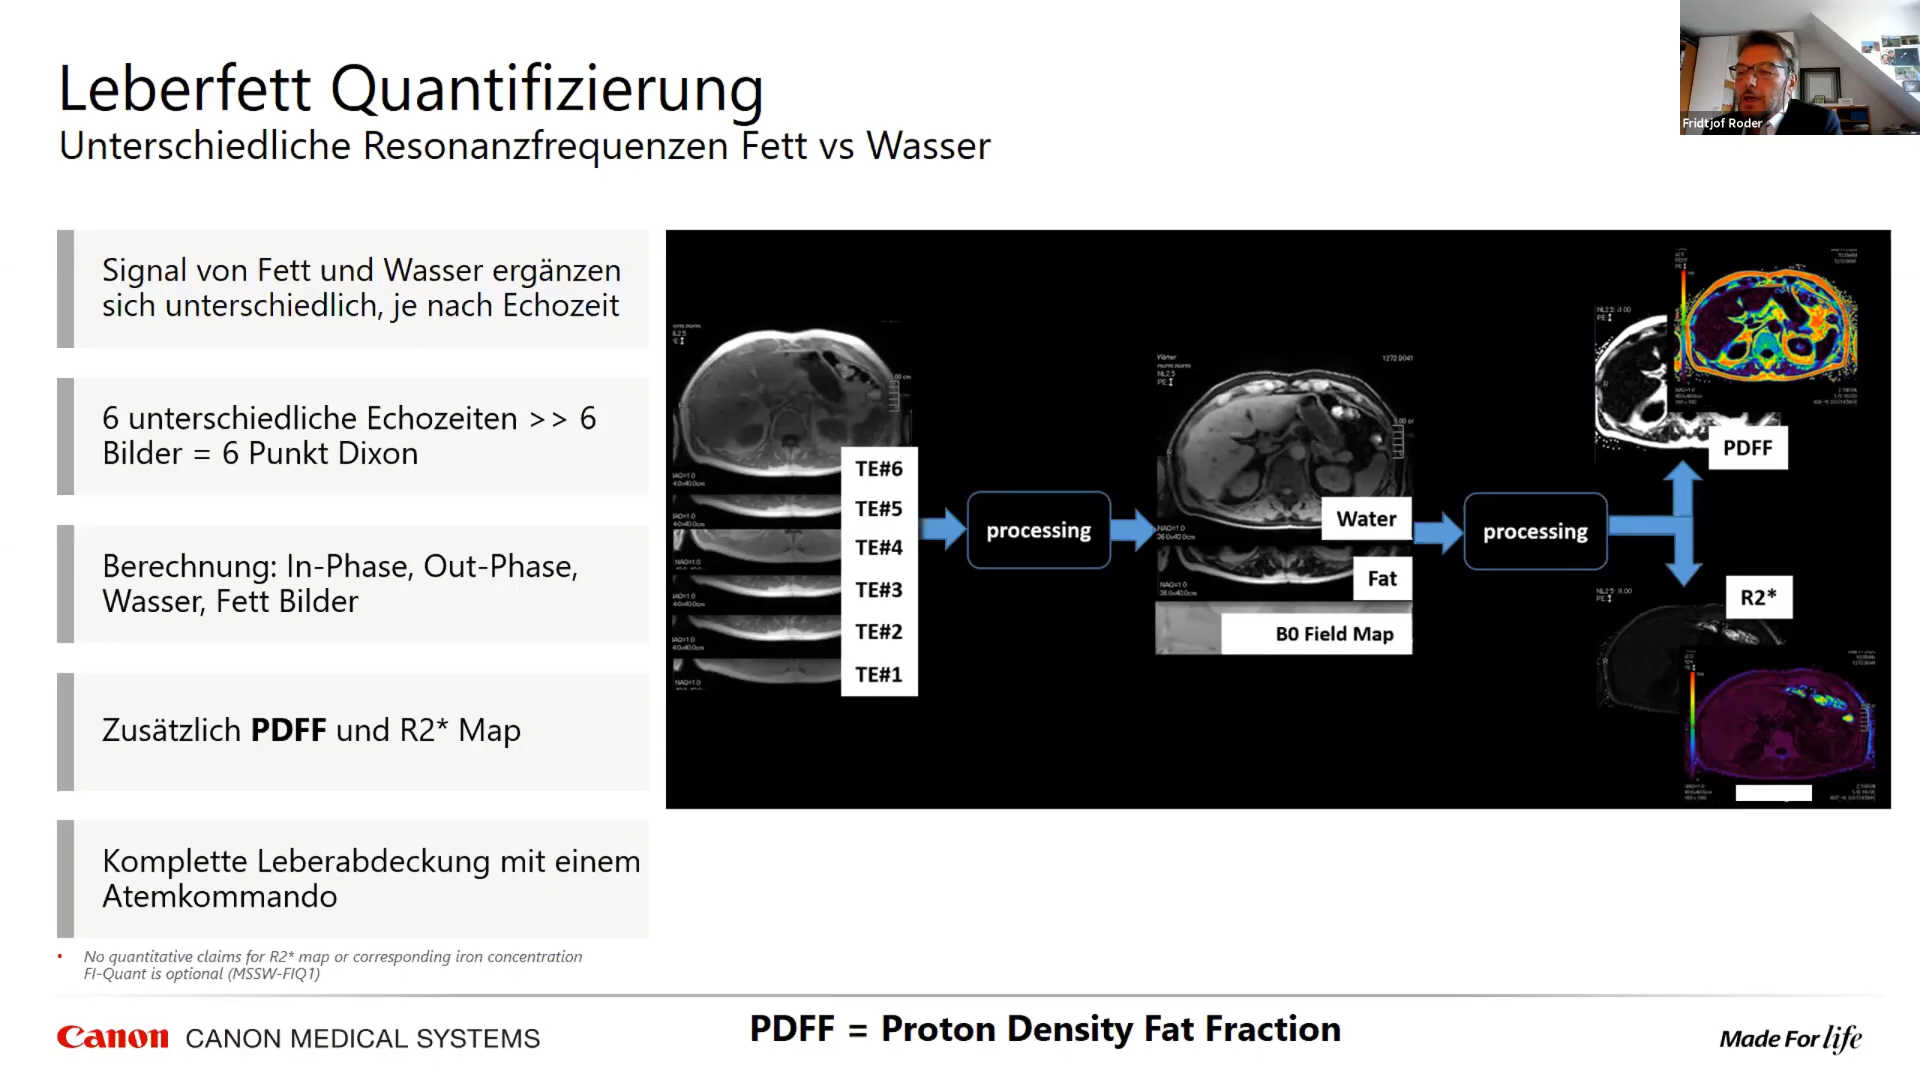 Leberfett Quantifizierung
Unterschiedliche Resonanzfrequenzen Fett vs Wasser
Fridtjof Roder
Signal von Fett und Wasser ergänzen
sich unterschiedlich, je nach Echozeit
6 unterschiedliche Echozeiten >> 6
Bilder = 6 Punkt Dixon
Berechnung: In-Phase, Out-Phase,
Wasser, Fett Bilder
Zusätzlich PDFF und R2* Map
Komplette Leberabdeckung mit einem
Atemkommando
• No quantitative claims for R2* map or corresponding iron concentration
FI-Quant is optional (MSSW-FIQ1)
TE#6
TE#5
TE#4
TE#3
TE#2
TE#1
processing
Water
Water
Fat
B0 Field Map
processing
PDFF
R2*
Canon CANON MEDICAL SYSTEMS
PDFF = Proton Density Fat Fraction
Made For life